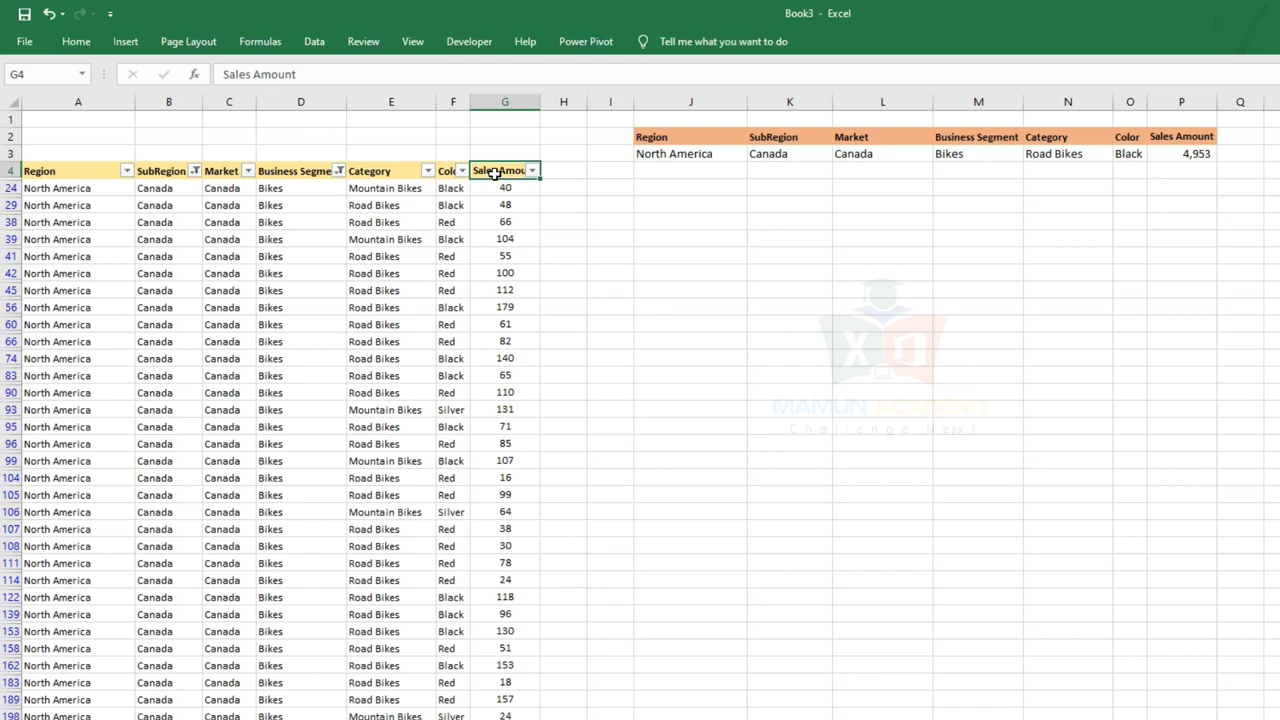 Book3 - Excel
File Home Insert Page Layout Formulas Data Review View Developer Help Power Pivot Tell me what you want to do
G4 fx Sales Amount
A B C D E F G H I J K L M N O P Q
1
2 Region SubRegion Market Business Segment Category Color Sales Amount
3 North America Canada Canada Bikes Road Bikes Black 4,953
4 Region SubRegion Market Business Segme Category Colo Sales Amou
24 North America Canada Canada Bikes Mountain Bikes Black 40
29 North America Canada Canada Bikes Road Bikes Black 48
38 North America Canada Canada Bikes Road Bikes Red 66
39 North America Canada Canada Bikes Mountain Bikes Black 104
41 North America Canada Canada Bikes Road Bikes Red 55
42 North America Canada Canada Bikes Road Bikes Red 100
45 North America Canada Canada Bikes Road Bikes Red 112
56 North America Canada Canada Bikes Road Bikes Black 179
60 North America Canada Canada Bikes Road Bikes Red 61
66 North America Canada Canada Bikes Road Bikes Red 82
74 North America Canada Canada Bikes Road Bikes Black 140
83 North America Canada Canada Bikes Road Bikes Black 65
90 North America Canada Canada Bikes Road Bikes Red 110
93 North America Canada Canada Bikes Mountain Bikes Silver 131
95 North America Canada Canada Bikes Road Bikes Black 71
96 North America Canada Canada Bikes Road Bikes Red 85
99 North America Canada Canada Bikes Mountain Bikes Black 107
104 North America Canada Canada Bikes Road Bikes Red 16
105 North America Canada Canada Bikes Road Bikes Red 99
106 North America Canada Canada Bikes Mountain Bikes Silver 64
107 North America Canada Canada Bikes Road Bikes Red 38
108 North America Canada Canada Bikes Road Bikes Red 30
111 North America Canada Canada Bikes Road Bikes Red 78
114 North America Canada Canada Bikes Road Bikes Red 24
122 North America Canada Canada Bikes Road Bikes Black 118
139 North America Canada Canada Bikes Road Bikes Black 96
153 North America Canada Canada Bikes Road Bikes Black 130
158 North America Canada Canada Bikes Road Bikes Red 51
162 North America Canada Canada Bikes Road Bikes Black 153
183 North America Canada Canada Bikes Road Bikes Red 18
189 North America Canada Canada Bikes Road Bikes Red 157
198 North America Canada Canada Bikes Mountain Bikes Silver 24
MAMUN ACADEMY
Challenge Next